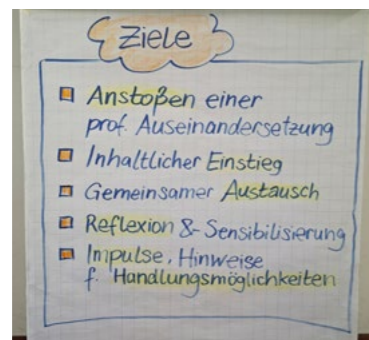 Ziele
Anstoßen einer
prof. Auseinandersetzung
Inhaltlicher Einstieg
Gemeinsamer Austausch
Reflexion & Sensibilisierung
Impulse, Hinweise
f. Handlungsmöglichkeiten